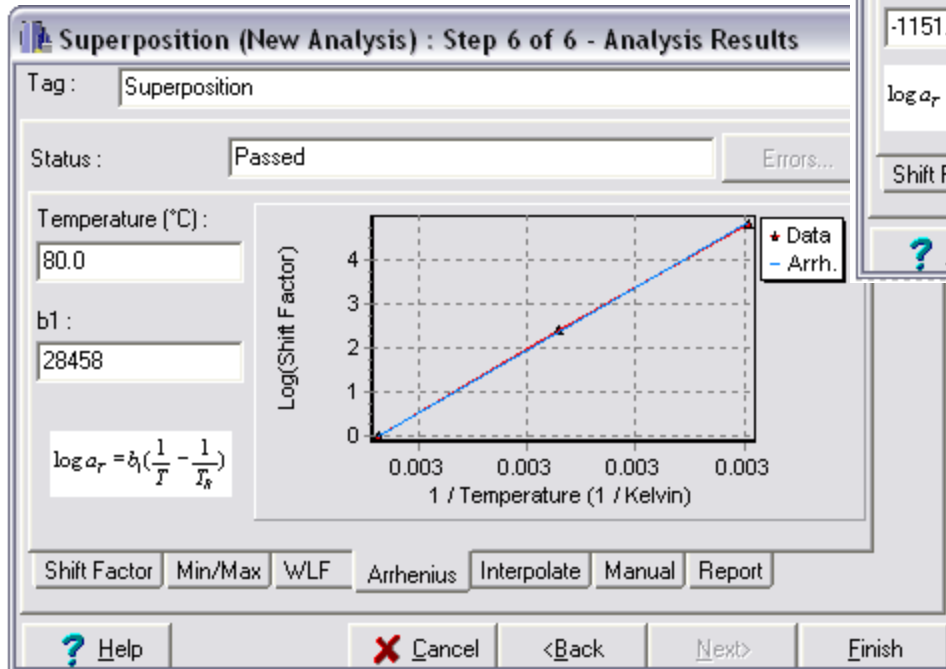 Superposition (New Analysis) : Step 6 of 6 - Analysis Results
Tag :
Superposition
Status :
Passed
Errors...
Temperature (°C) :
80.0
b1 :
28458
log a_T = b_1(1/T - 1/T_R)
Log(Shift Factor)
4
3
2
1
0
0.003 0.003 0.003 0.003
1 / Temperature (1 / Kelvin)
Data
Arrh.
Shift Factor Min/Max WLF Arrhenius Interpolate Manual Report
? Help Cancel <Back Next> Finish
-1151
log a_T
Shift
?